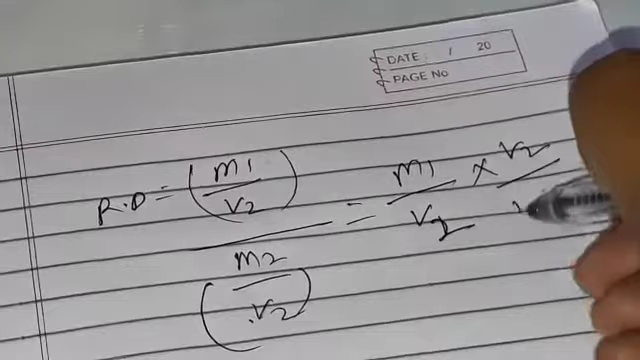 DATE : / 20
PAGE No
R.D = (m1/v2) / (m2/v2) = m1/v2 × v2/